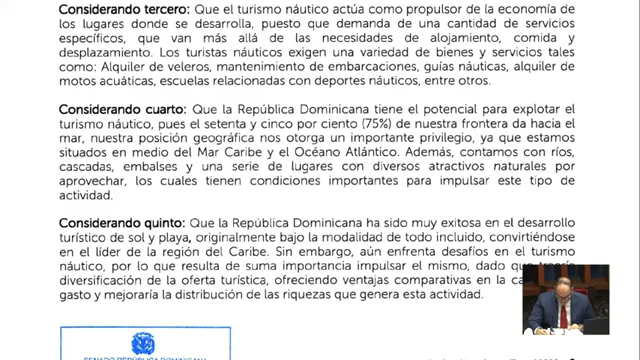 Considerando tercero: Que el turismo náutico actúa como propulsor de la economía de
los lugares donde se desarrolla, puesto que demanda de una cantidad de servicios
específicos, que van más allá de las necesidades de alojamiento, comida y
desplazamiento. Los turistas náuticos exigen una variedad de bienes y servicios tales
como: Alquiler de veleros, mantenimiento de embarcaciones, guías náuticas, alquiler de
motos acuáticas, escuelas relacionadas con deportes náuticos, entre otros.
Considerando cuarto: Que la República Dominicana tiene el potencial para explotar el
turismo náutico, pues el setenta y cinco por ciento (75%) de nuestra frontera da hacia el
mar, nuestra posición geográfica nos otorga un importante privilegio, ya que estamos
situados en medio del Mar Caribe y el Océano Atlántico. Además, contamos con ríos,
cascadas, embalses y una serie de lugares con diversos atractivos naturales por
aprovechar, los cuales tienen condiciones importantes para impulsar este tipo de
actividad.
Considerando quinto: Que la República Dominicana ha sido muy exitosa en el desarrollo
turístico de sol y playa, originalmente bajo la modalidad de todo incluido, convirtiéndose
en el líder de la región del Caribe. Sin embargo, aún enfrenta desafíos en el turismo
náutico, por lo que resulta de suma importancia impulsar el mismo, dado que
diversificación de la oferta turística, ofreciendo ventajas comparativas en la
gasto y mejoraría la distribución de las riquezas que genera esta actividad.
SENADO REPÚBLICA DOMINICANA